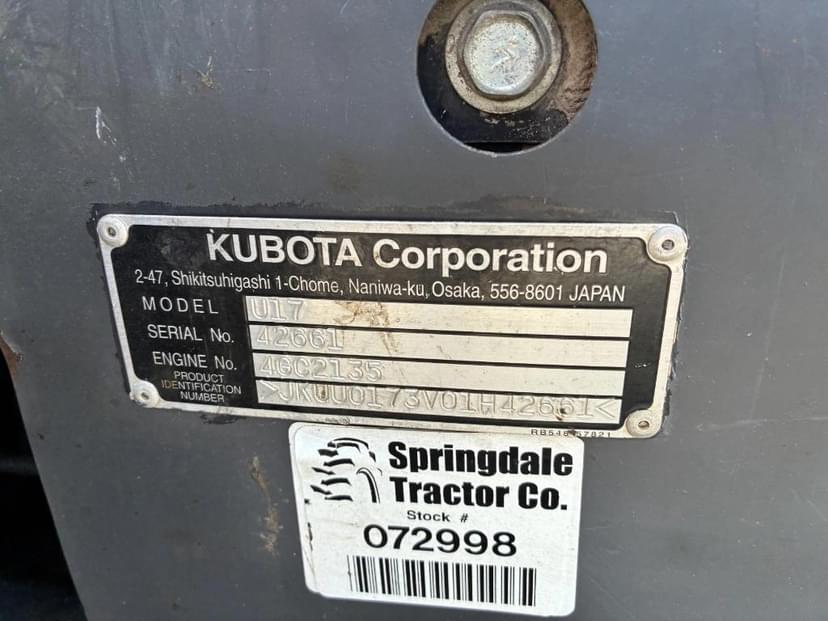 KUBOTA Corporation
2-47, Shikitsuhigashi 1-Chome, Naniwa-ku, Osaka, 556-8601 JAPAN
MODEL U17
SERIAL No. 42661
ENGINE No. 4GC2135
PRODUCT IDENTIFICATION NUMBER >JKUU0173V01H42661<
Springdale
Tractor Co.
Stock #
072998